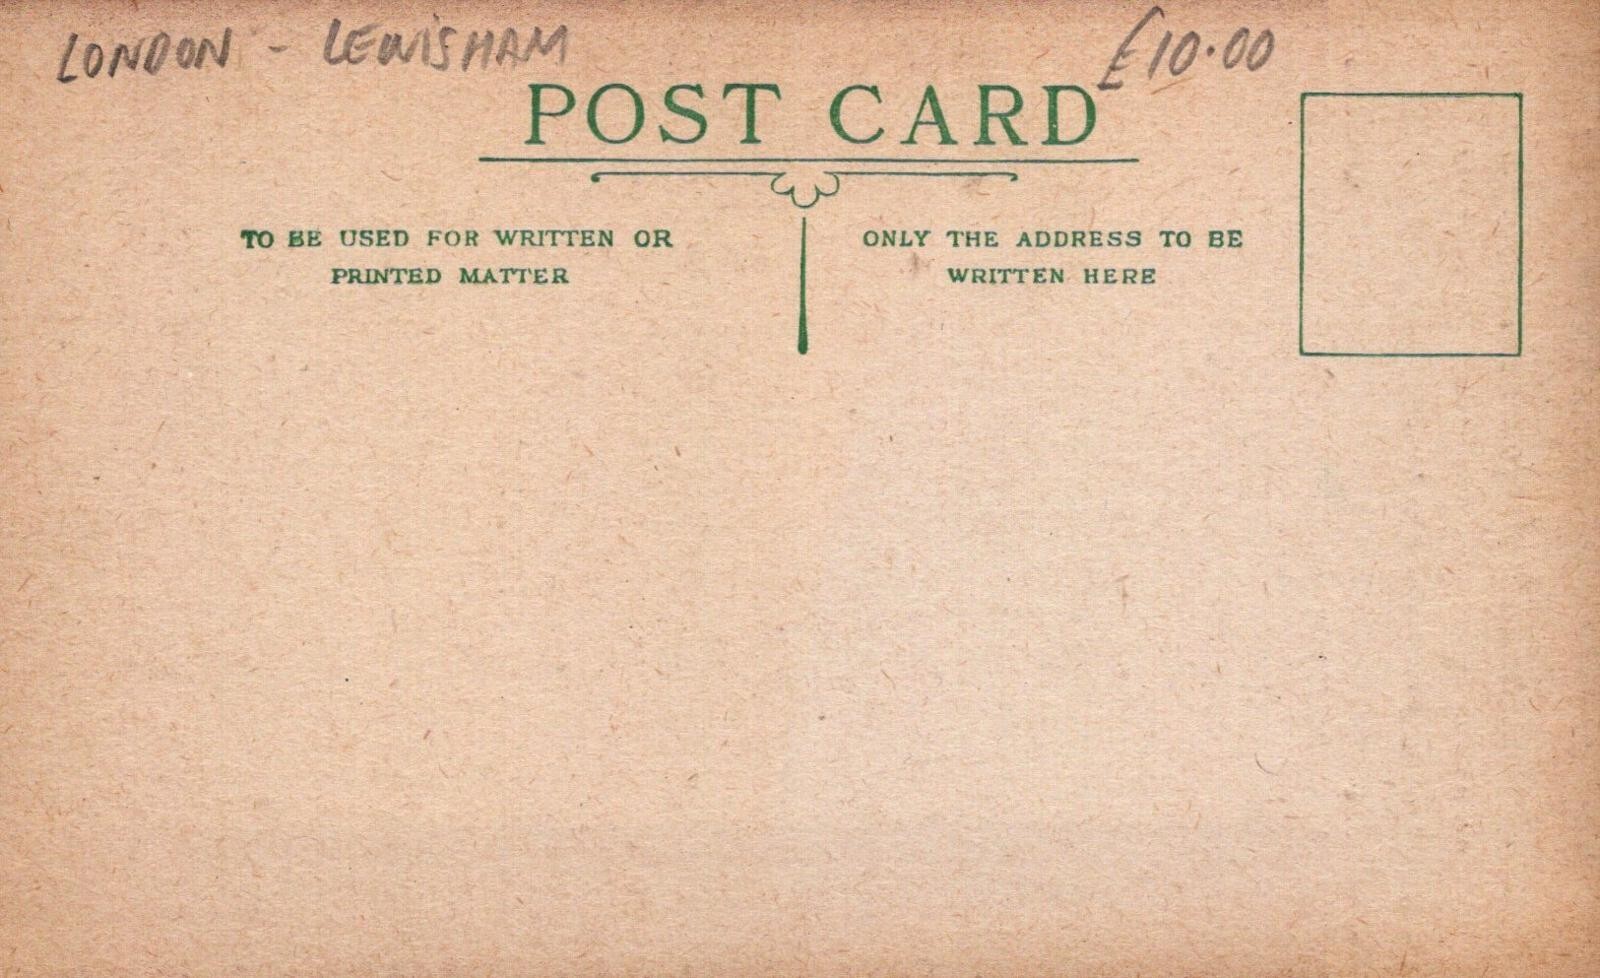 LONDON - LEWISHAM £10.00
POST CARD
TO BE USED FOR WRITTEN OR
PRINTED MATTER
ONLY THE ADDRESS TO BE
WRITTEN HERE